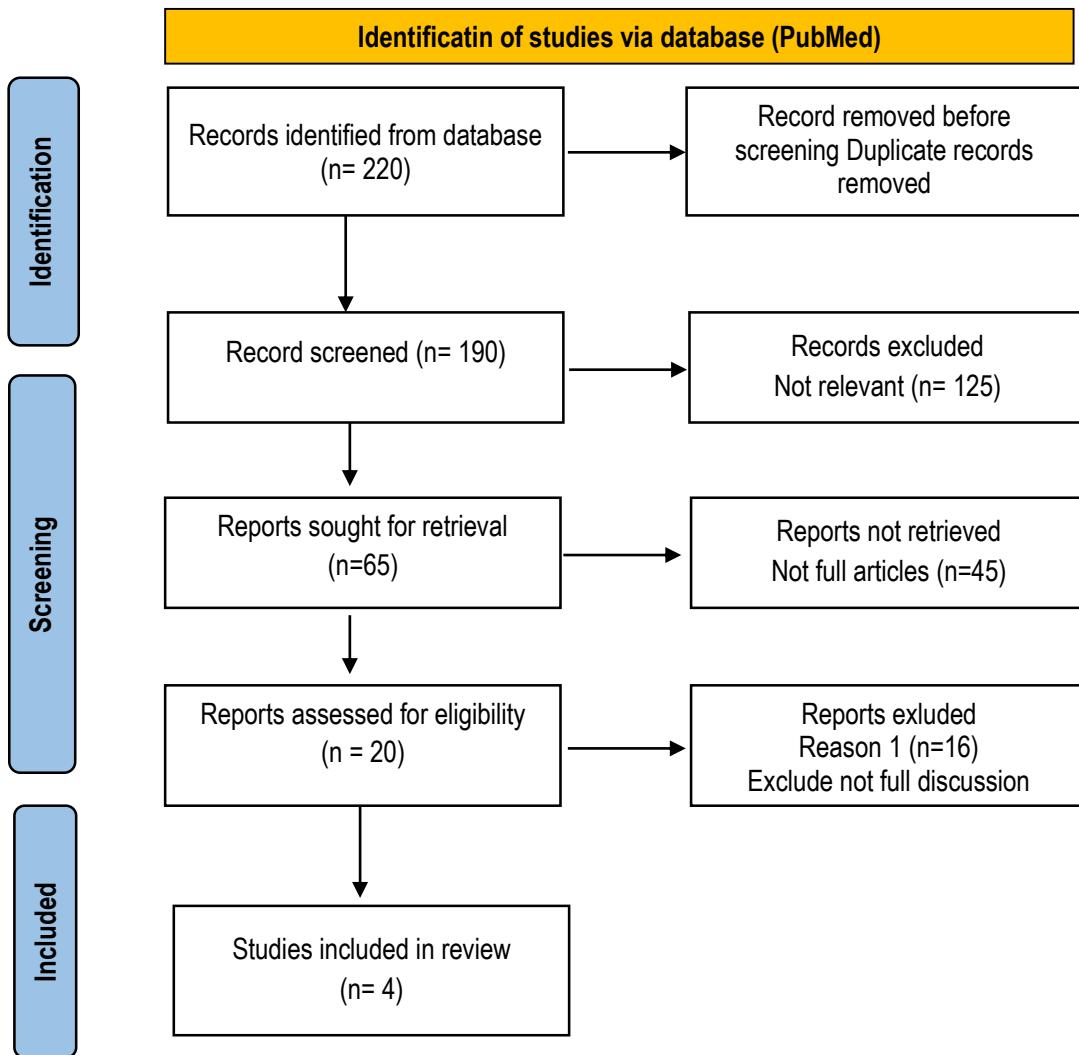 Identificatin of studies via database (PubMed)
Identification
Records identified from database
(n= 220)
Record removed before
screening Duplicate records
removed
Record screened (n= 190)
Records excluded
Not relevant (n= 125)
Screening
Reports sought for retrieval
(n=65)
Reports not retrieved
Not full articles (n=45)
Reports assessed for eligibility
(n = 20)
Reports exluded
Reason 1 (n=16)
Exclude not full discussion
Included
Studies included in review
(n= 4)